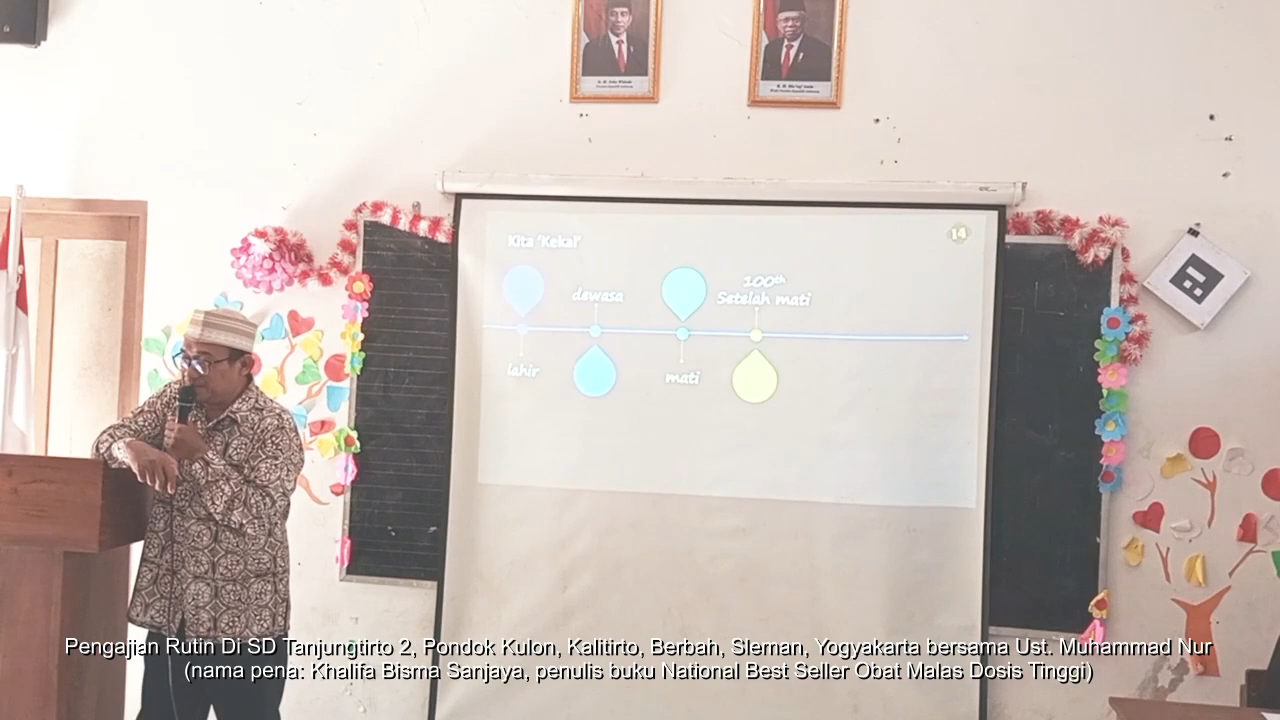 Kita 'Kekal'
14
dewasa
100th
Setelah mati
lahir
mati
Pengajian Rutin Di SD Tanjungtirto 2, Pondok Kulon, Kalitirto, Berbah, Sleman, Yogyakarta bersama Ust. Muhammad Nur
(nama pena: Khalifa Bisma Sanjaya, penulis buku National Best Seller Obat Malas Dosis Tinggi)